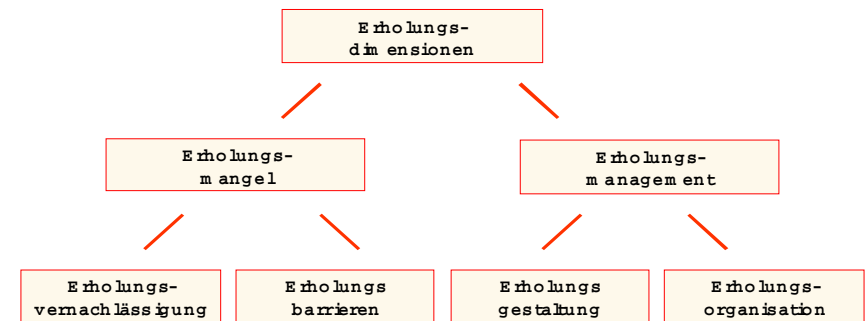 Erholungs-
dimensionen
Erholungs-
mangel
Erholungs-
management
Erholungs-
vernachlässigung
Erholungs
barrieren
Erholungs
gestaltung
Erholungs-
organisation